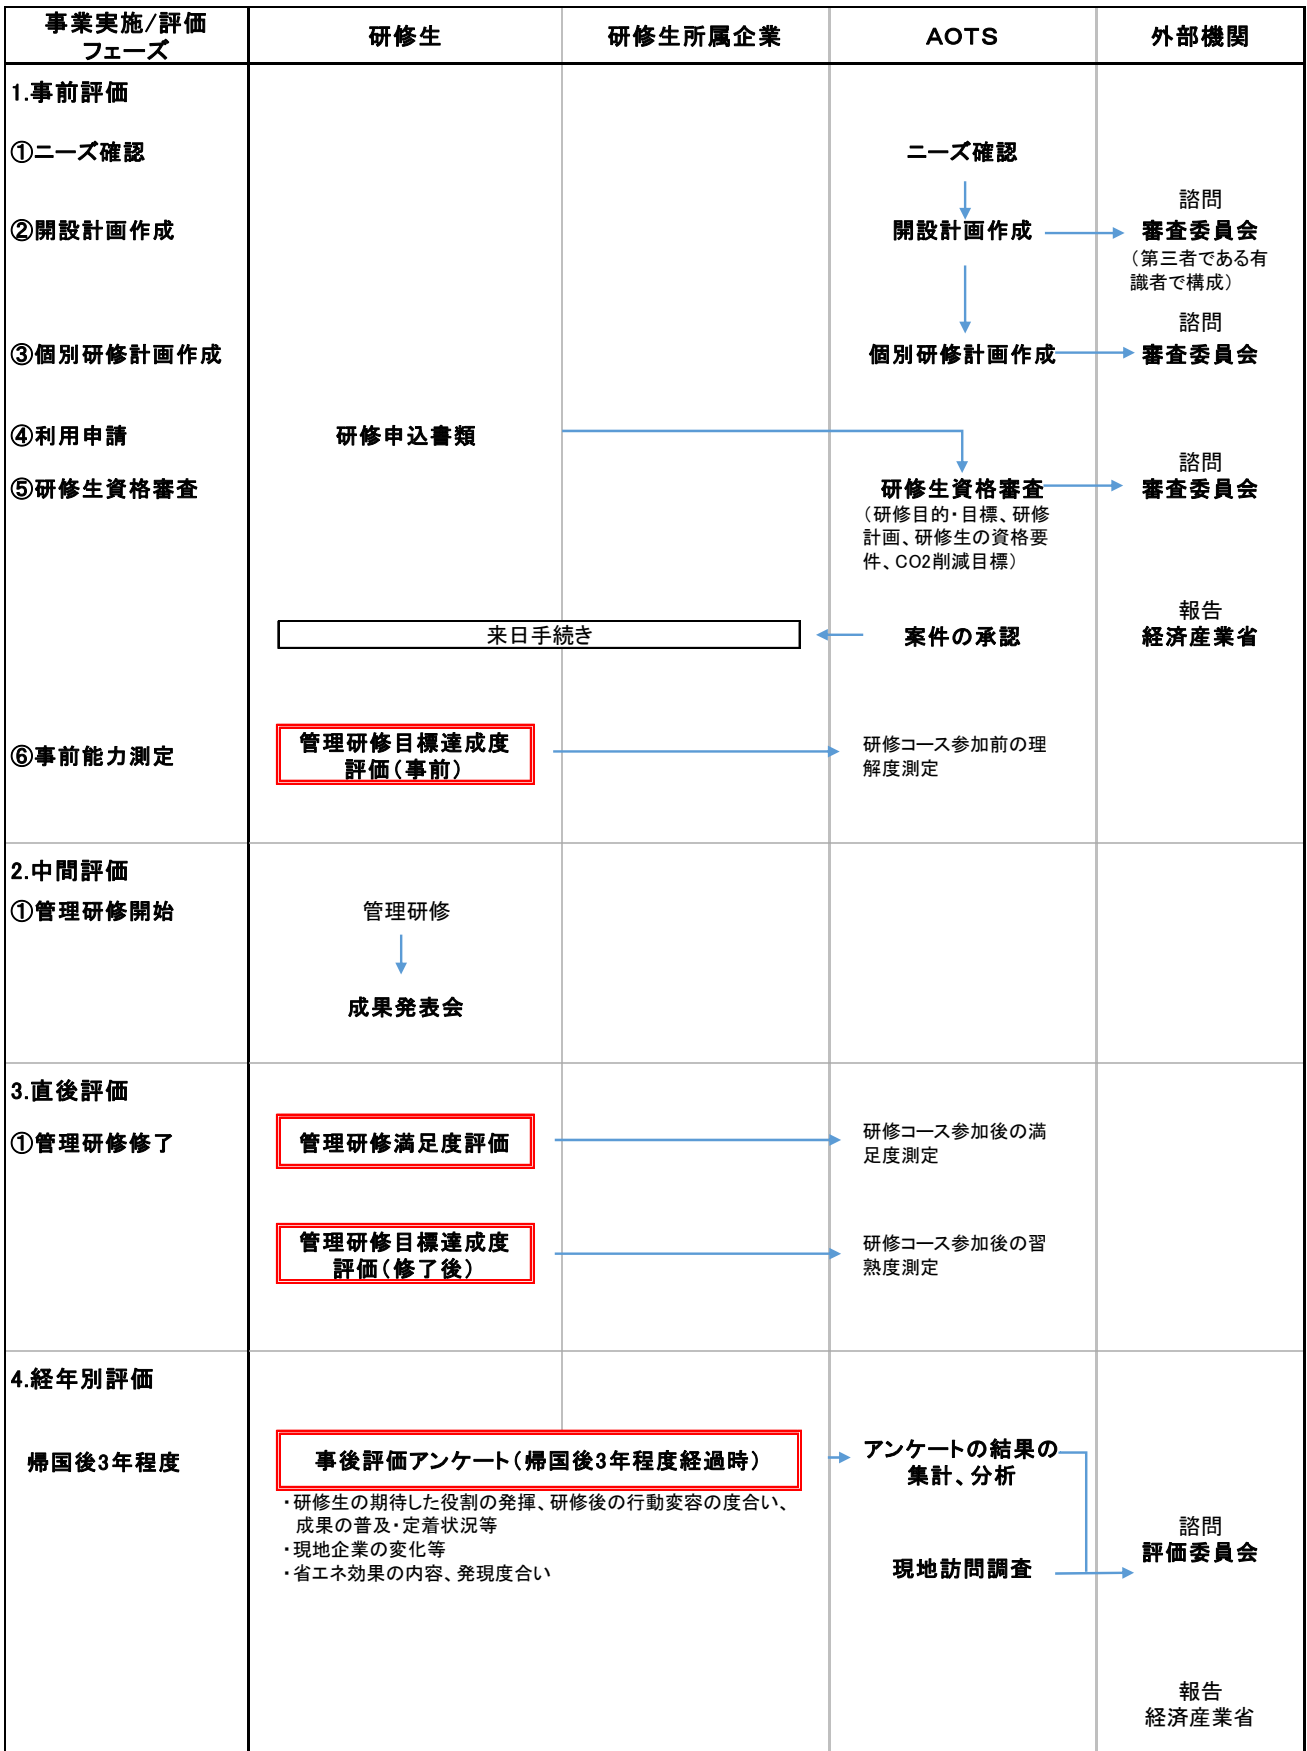 事業実施/評価
フェーズ
研修生
研修生所属企業
AOTS
外部機関
1.事前評価
①ニーズ確認
ニーズ確認
諮問
②開設計画作成
開設計画作成
審査委員会
（第三者である有
識者で構成）
諮問
③個別研修計画作成
個別研修計画作成
審査委員会
④利用申請
研修申込書類
諮問
⑤研修生資格審査
研修生資格審査
審査委員会
（研修目的・目標、研修
計画、研修生の資格要
件、CO2削減目標）
報告
来日手続き
案件の承認
経済産業省
⑥事前能力測定
管理研修目標達成度
評価（事前）
研修コース参加前の理
解度測定
2.中間評価
①管理研修開始
管理研修
成果発表会
3.直後評価
①管理研修修了
管理研修満足度評価
研修コース参加後の満
足度測定
管理研修目標達成度
評価（修了後）
研修コース参加後の習
熟度測定
4.経年別評価
帰国後3年程度
事後評価アンケート（帰国後3年程度経過時）
アンケートの結果の
集計、分析
・研修生の期待した役割の発揮、研修後の行動変容の度合い、
成果の普及・定着状況等
・現地企業の変化等
・省エネ効果の内容、発現度合い
諮問
評価委員会
現地訪問調査
報告
経済産業省